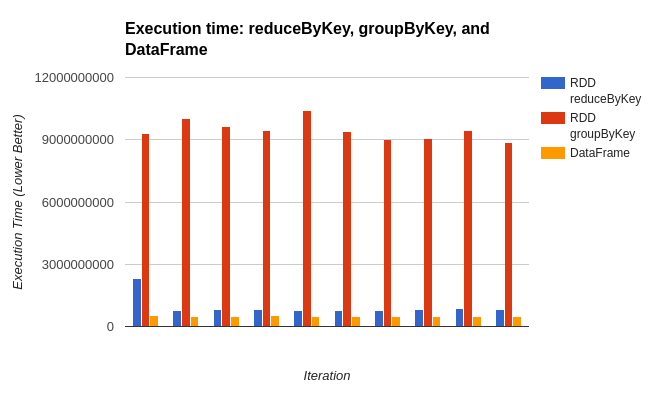 Execution time: reduceByKey, groupByKey, and
DataFrame
Execution Time (Lower Better)
12000000000
9000000000
6000000000
3000000000
0
Iteration
RDD
reduceByKey
RDD
groupByKey
DataFrame